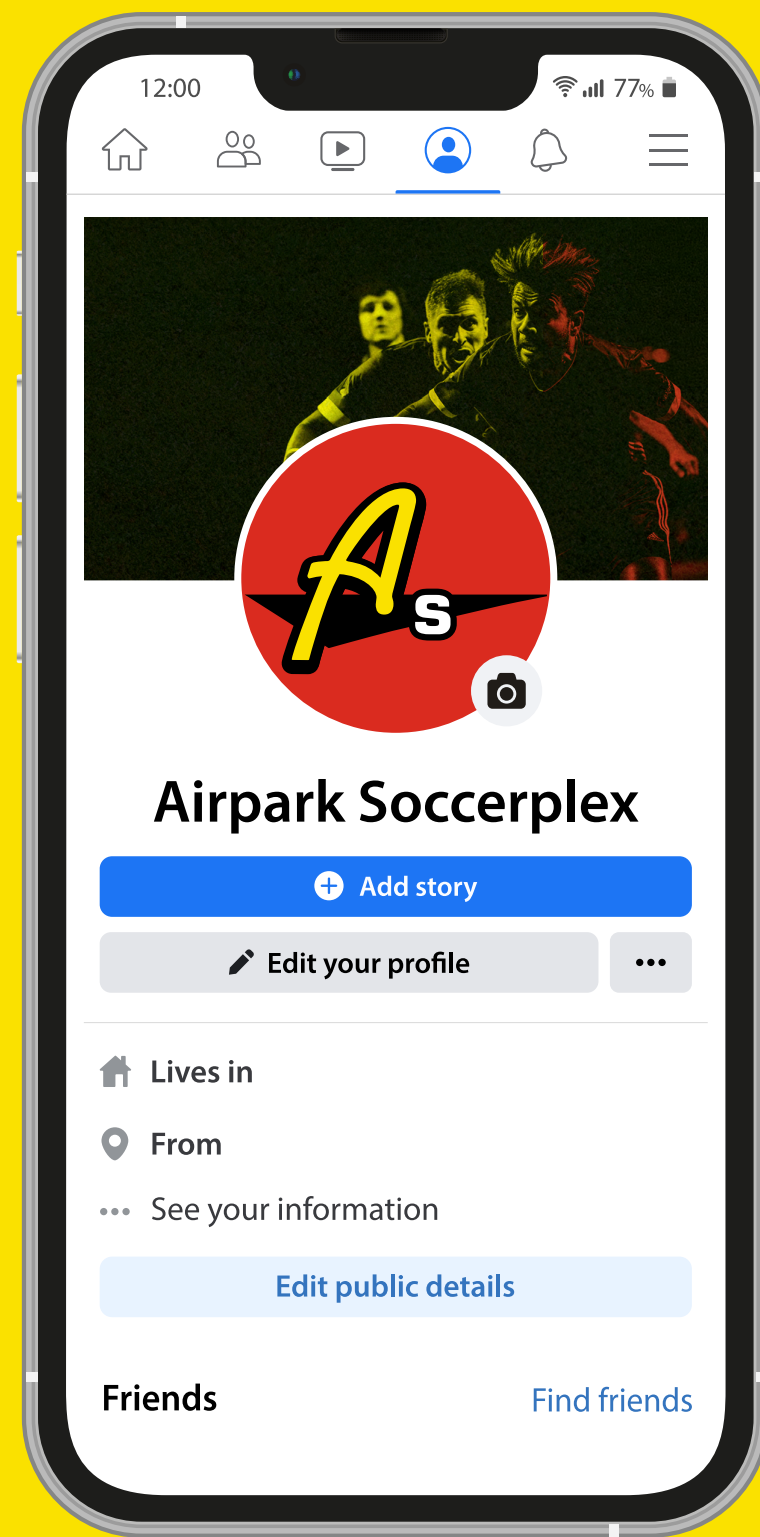 12:00
77%
As
Airpark Soccerplex
Add story
Edit your profile
Lives in
From
See your information
Edit public details
Friends
Find friends